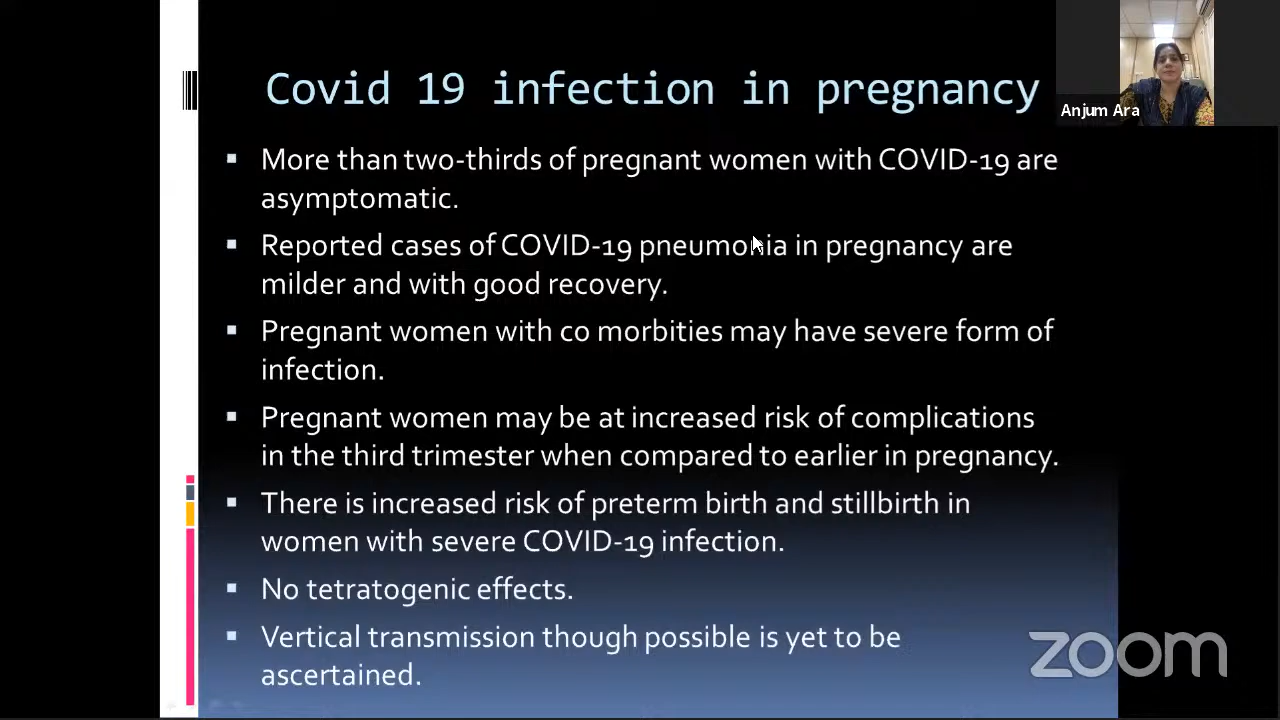 Covid 19 infection in pregnancy
Anjum Ara
More than two-thirds of pregnant women with COVID-19 are
asymptomatic.
Reported cases of COVID-19 pneumonia in pregnancy are
milder and with good recovery.
Pregnant women with co morbities may have severe form of
infection.
Pregnant women may be at increased risk of complications
in the third trimester when compared to earlier in pregnancy.
There is increased risk of preterm birth and stillbirth in
women with severe COVID-19 infection.
No tetratogenic effects.
Vertical transmission though possible is yet to be
ascertained.
zoom